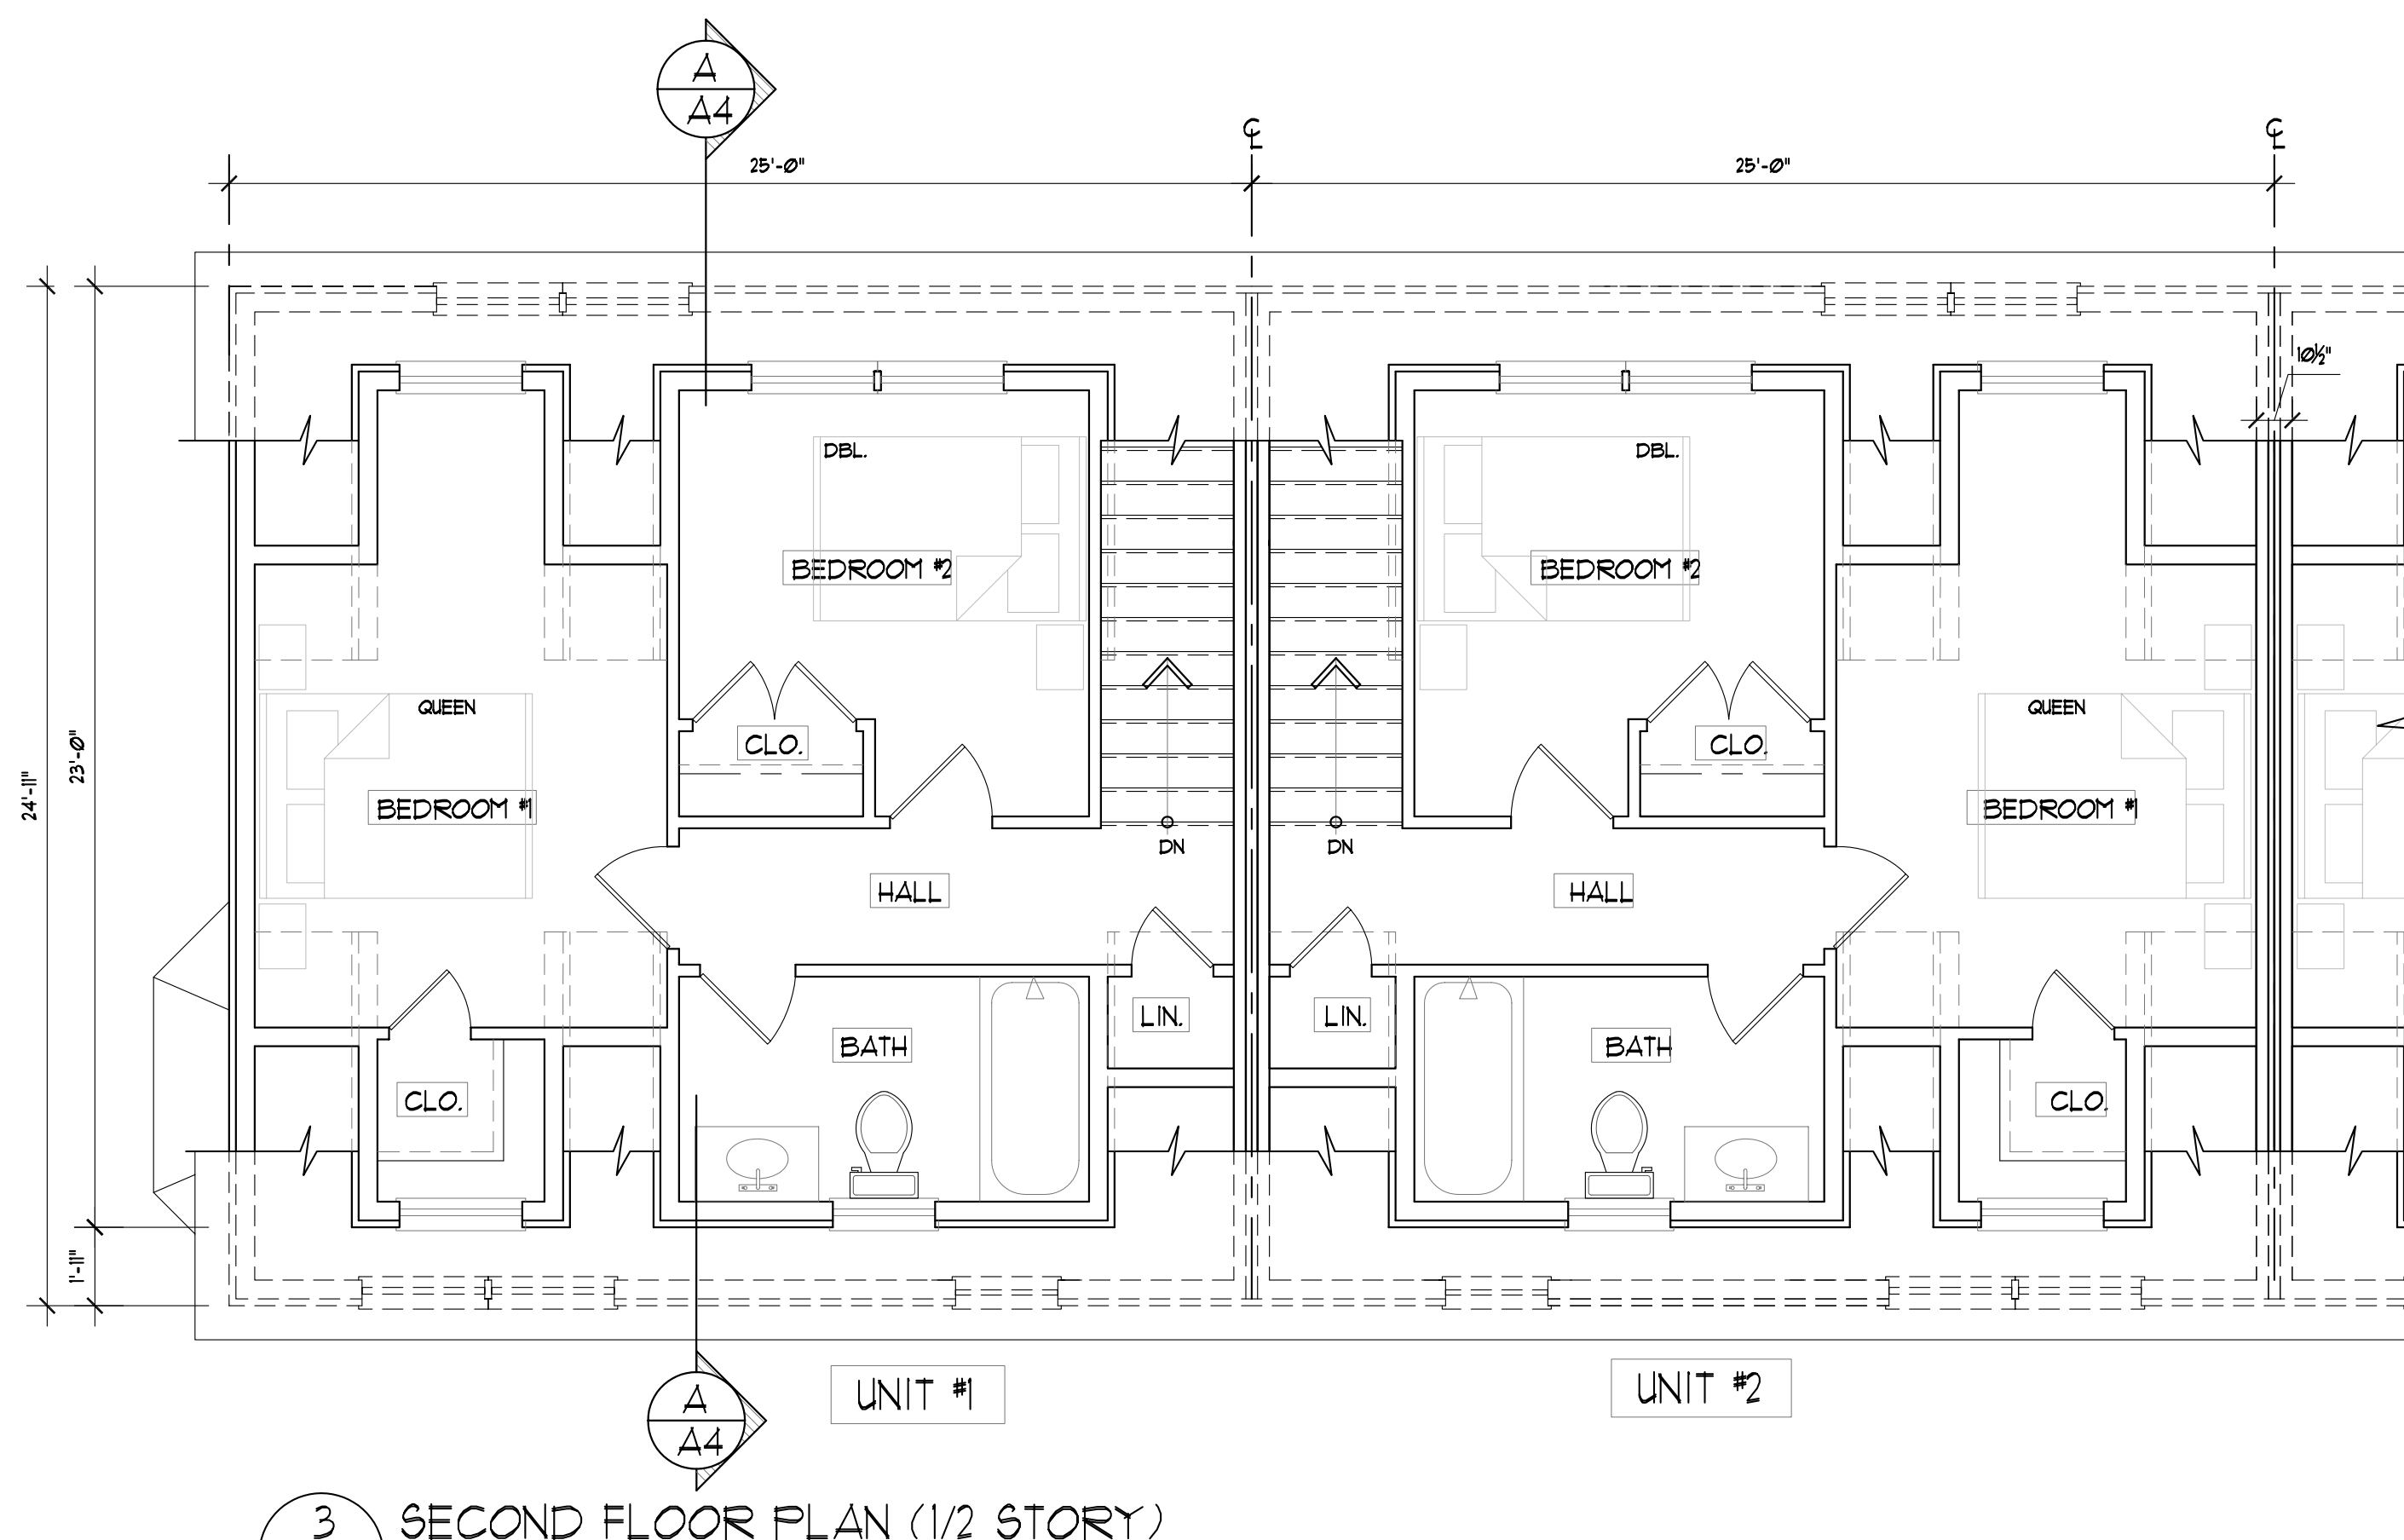 A
A4
℄
℄
25'-0"
25'-0"
10½"
DBL.
DBL.
BEDROOM #2
BEDROOM #2
QUEEN
QUEEN
CLO.
CLO.
23'-0"
24'-11"
BEDROOM #1
BEDROOM #1
DN
DN
HALL
HALL
LIN.
LIN.
BATH
BATH
CLO.
CLO.
1'-11"
A
A4
UNIT #1
UNIT #2
3
SECOND FLOOR PLAN (1/2 STORY)